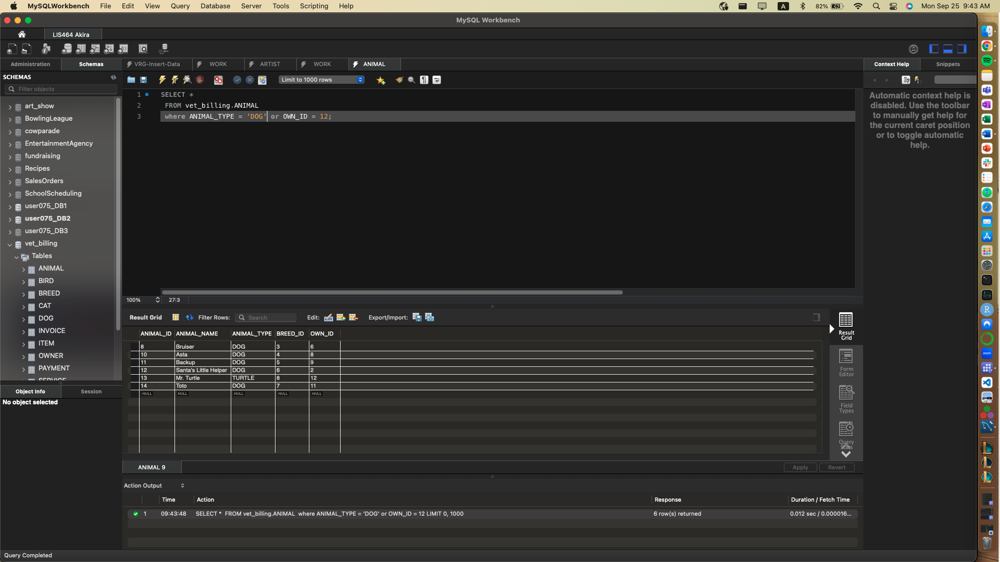 MySQLWorkbench File Edit View Query Database Server Tools Scripting Help A 82% Mon Sep 25 9:43 AM
MySQL Workbench
LIS464 Akira
Administration Schemas VRG-Insert-Data WORK ARTIST WORK ANIMAL Context Help Snippets
SCHEMAS
Limit to 1000 rows
Filter objects
art_show
BowlingLeague
cowparade
EntertainmentAgency
fundraising
Recipes
SalesOrders
SchoolScheduling
user075_DB1
user075_DB2
user075_DB3
vet_billing
Tables
ANIMAL
BIRD
BREED
CAT
DOG
INVOICE
ITEM
OWNER
PAYMENT
SERVICE
Object Info Session
No object selected
1 SELECT *
2 FROM vet_billing.ANIMAL
3 where ANIMAL_TYPE = 'DOG' or OWN_ID = 12;
Automatic context help is
disabled. Use the toolbar
to manually get help for
the current caret position
or to toggle automatic
help.
100% 27:3
Result Grid Filter Rows: Search Edit: Export/Import:
ANIMAL_ID ANIMAL_NAME ANIMAL_TYPE BREED_ID OWN_ID
8 Bruiser DOG 3 6
10 Asta DOG 4 8
11 Backup DOG 5 9
12 Santa's Little Helper DOG 6 2
13 Mr. Turtle TURTLE 8 12
14 Toto DOG 7 11
NULL NULL NULL NULL NULL
Result
Grid
Form
Editor
Field
Types
Query
Stats
ANIMAL 9 Apply Revert
Action Output
Time Action Response Duration / Fetch Time
1 09:43:48 SELECT * FROM vet_billing.ANIMAL where ANIMAL_TYPE = 'DOG' or OWN_ID = 12 LIMIT 0, 1000 6 row(s) returned 0.012 sec / 0.000016...
Query Completed
zoom